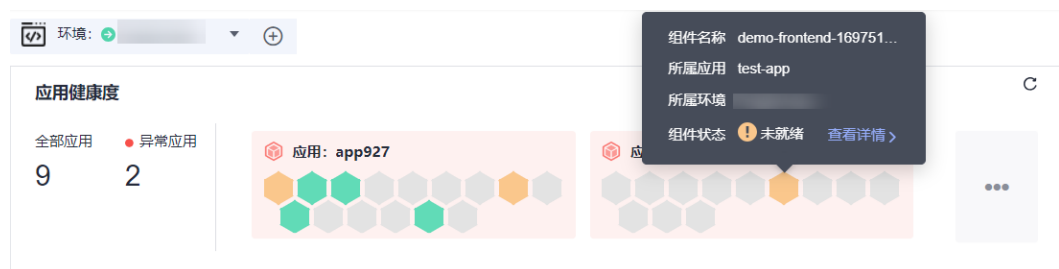 环境:
组件名称 demo-frontend-169751...
所属应用 test-app
所属环境
组件状态 未就绪 查看详情
应用健康度
全部应用 异常应用
9 2
应用：app927